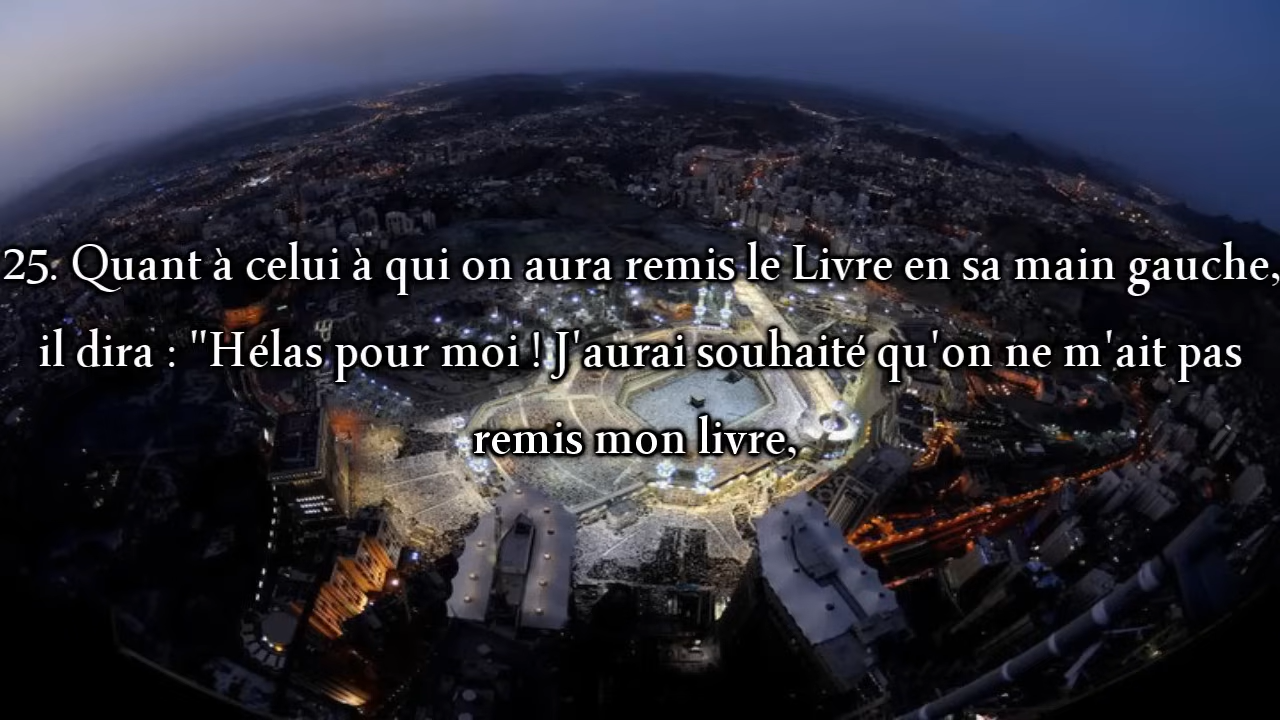 25. Quant à celui à qui on aura remis le Livre en sa main gauche,
il dira : "Hélas pour moi ! J'aurai souhaité qu'on ne m'ait pas
remis mon livre,